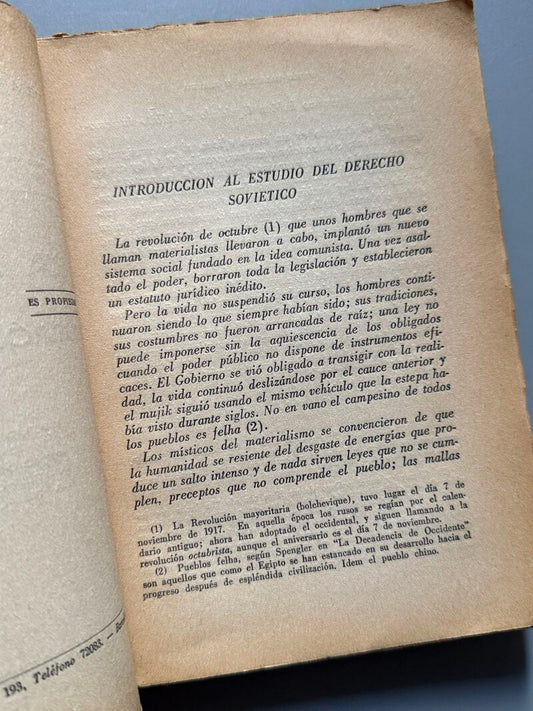 ES PROPIE
193, Teléfono 72083. —
INTRODUCCION AL ESTUDIO DEL DERECHO
SOVIETICO
La revolución de octubre (1) que unos hombres que se
llaman materialistas llevaron a cabo, implantó un nuevo
sistema social fundado en la idea comunista. Una vez asal-
tado el poder, borraron toda la legislación y establecieron
un estatuto jurídico inédito.
Pero la vida no suspendió su curso, los hombres conti-
nuaron siendo lo que siempre habían sido; sus tradiciones,
sus costumbres no fueron arrancadas de raíz; una ley no
puede imponerse sin la aquiescencia de los obligados
cuando el poder público no dispone de instrumentos efi-
caces. El Gobierno se vió obligado a transigir con la reali-
dad, la vida continuó deslizándose por el cauce anterior y
el mujik siguió usando el mismo vehículo que la estepa ha-
bía visto durante siglos. No en vano el campesino de todos
los pueblos es felha (2).
Los místicos del materialismo se convencieron de que
la humanidad se resiente del desgaste de energías que pro-
duce un salto intenso y de nada sirven leyes que no se cum-
plen, preceptos que no comprende el pueblo; las mallas
(1) La Revolución mayoritaria (bolchevique), tuvo lugar el día 7 de
noviembre de 1917. En aquella época los rusos se regían por el calen-
dario antiguo; ahora han adoptado el occidental, y siguen llamando a la
revolución octubrista, aunque el aniversario es el día 7 de noviembre.
(2) Pueblos felha, según Spengler en "La Decadencia de Occidente"
son aquellos que como el Egipto se han estancado en su desarrollo hacia el
progreso después de espléndida civilización. Idem el pueblo chino.